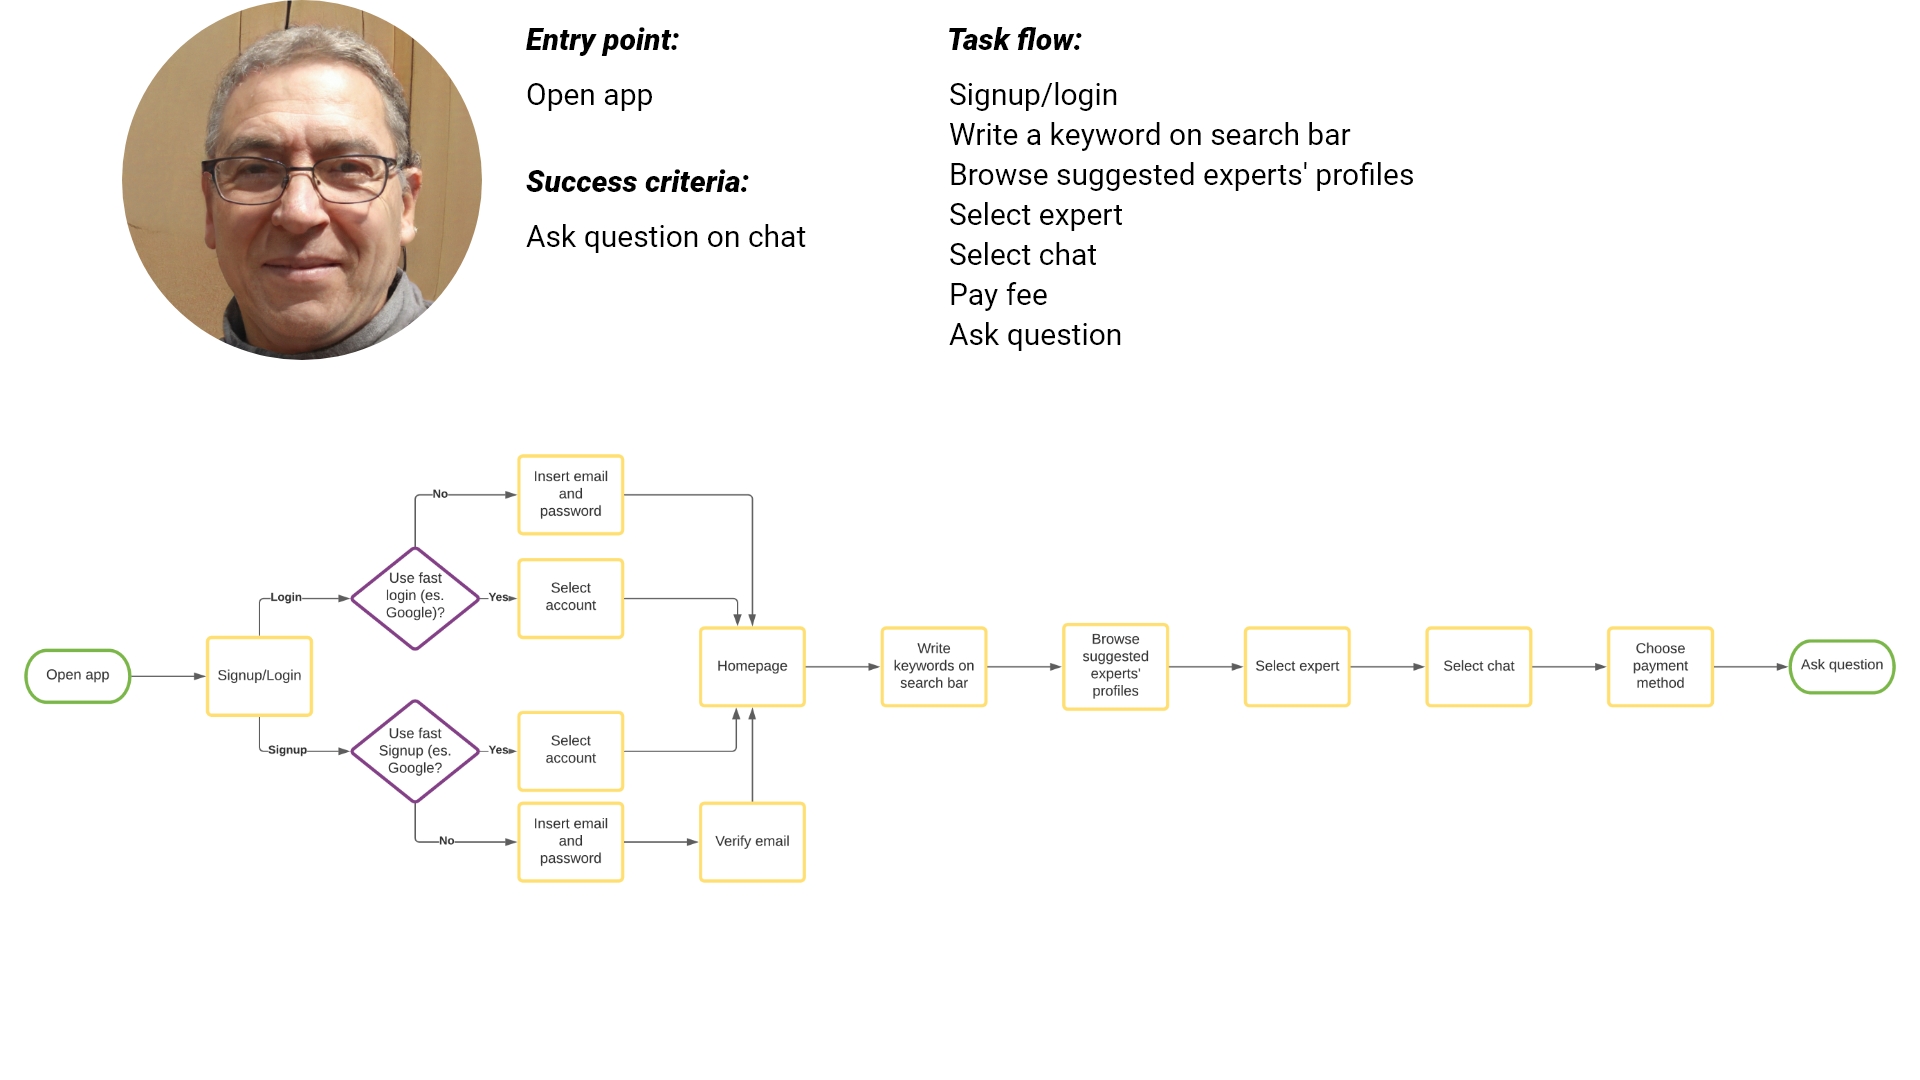 Entry point:
Open app
Success criteria:
Ask question on chat
Task flow:
Signup/login
Write a keyword on search bar
Browse suggested experts' profiles
Select expert
Select chat
Pay fee
Ask question
Open app
Signup/Login
Login
Use fast
login (es.
Google)?
No
Insert email
and
password
Yes
Select
account
Signup
Use fast
Signup (es.
Google?
Yes
Select
account
No
Insert email
and
password
Verify email
Homepage
Write
keywords on
search bar
Browse
suggested
experts'
profiles
Select expert
Select chat
Choose
payment
method
Ask question